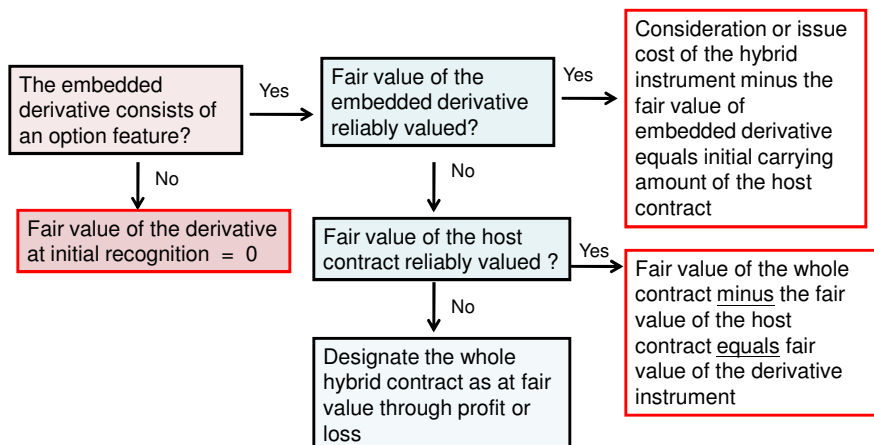 The embedded
derivative consists of
an option feature?
Yes
Fair value of the
embedded derivative
reliably valued?
Yes
Consideration or issue
cost of the hybrid
instrument minus the
fair value of
embedded derivative
equals initial carrying
amount of the host
contract
No
No
Fair value of the derivative
at initial recognition = 0
Fair value of the host
contract reliably valued ?
Yes
Fair value of the whole
contract minus the fair
value of the host
contract equals fair
value of the derivative
instrument
No
Designate the whole
hybrid contract as at fair
value through profit or
loss